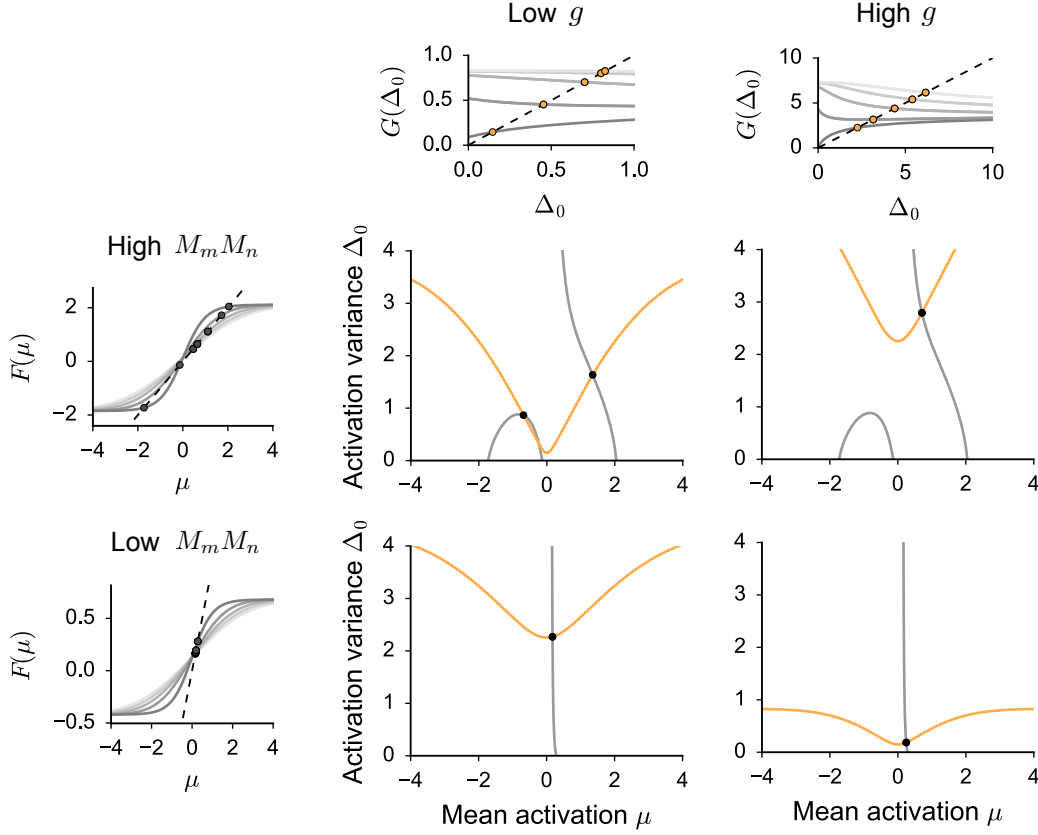 Low g
High g
G(Δ₀)
1.0
0.5
0.0
0.0 0.5 1.0
Δ₀
G(Δ₀)
10
5
0
0 5 10
Δ₀
High MₘMₙ
F(μ)
2
0
−2
−4 −2 0 2 4
μ
Activation variance Δ₀
4
3
2
1
0
−4 −2 0 2 4
4
3
2
1
0
−4 −2 0 2 4
Low MₘMₙ
F(μ)
0.5
0.0
−0.5
−4 −2 0 2 4
μ
Activation variance Δ₀
4
3
2
1
0
−4 −2 0 2 4
Mean activation μ
4
3
2
1
0
−4 −2 0 2 4
Mean activation μ